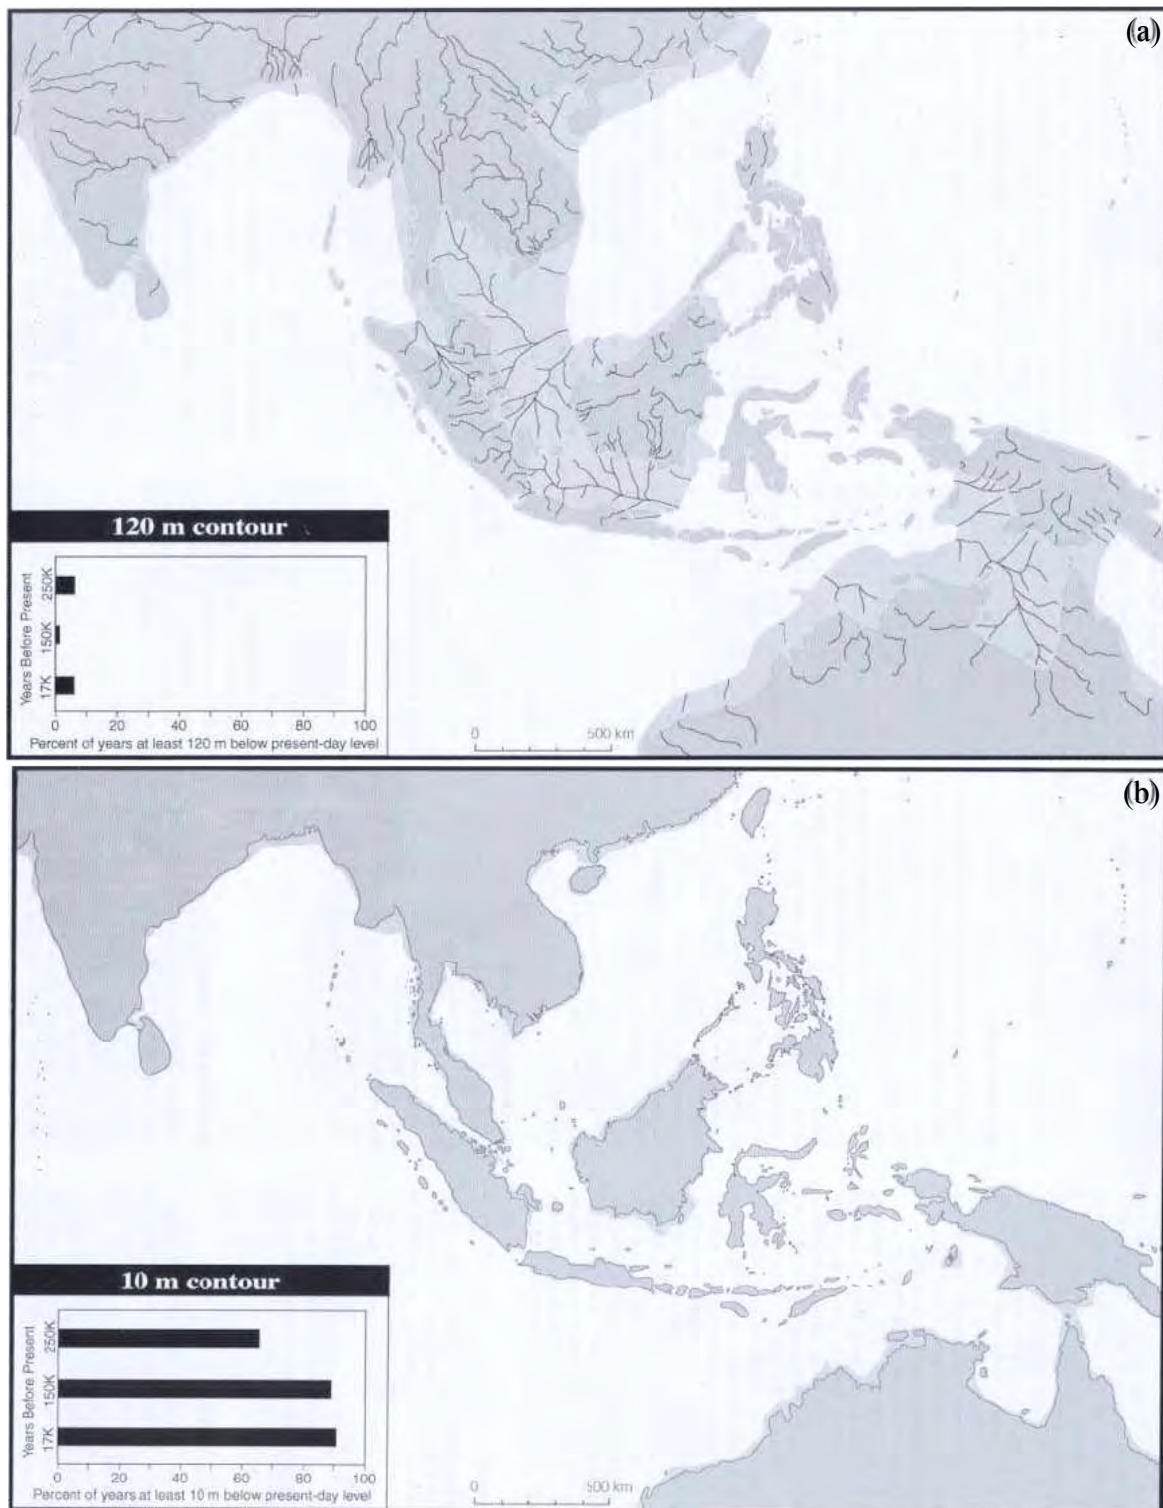 (a)
120 m contour
Years Before Present
250K
150K
17K
0 20 40 60 80 100
Percent of years at least 120 m below present-day level
0 500 km
(b)
10 m contour
Years Before Present
250K
150K
17K
0 20 40 60 80 100
Percent of years at least 10 m below present-day level
0 500 km